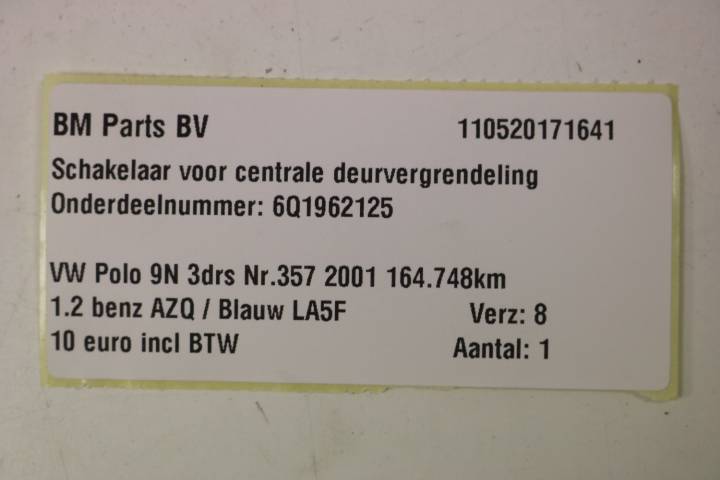 BM Parts BV 110520171641
Schakelaar voor centrale deurvergrendeling
Onderdeelnummer: 6Q1962125
VW Polo 9N 3drs Nr.357 2001 164.748km
1.2 benz AZQ / Blauw LA5F Verz: 8
10 euro incl BTW Aantal: 1